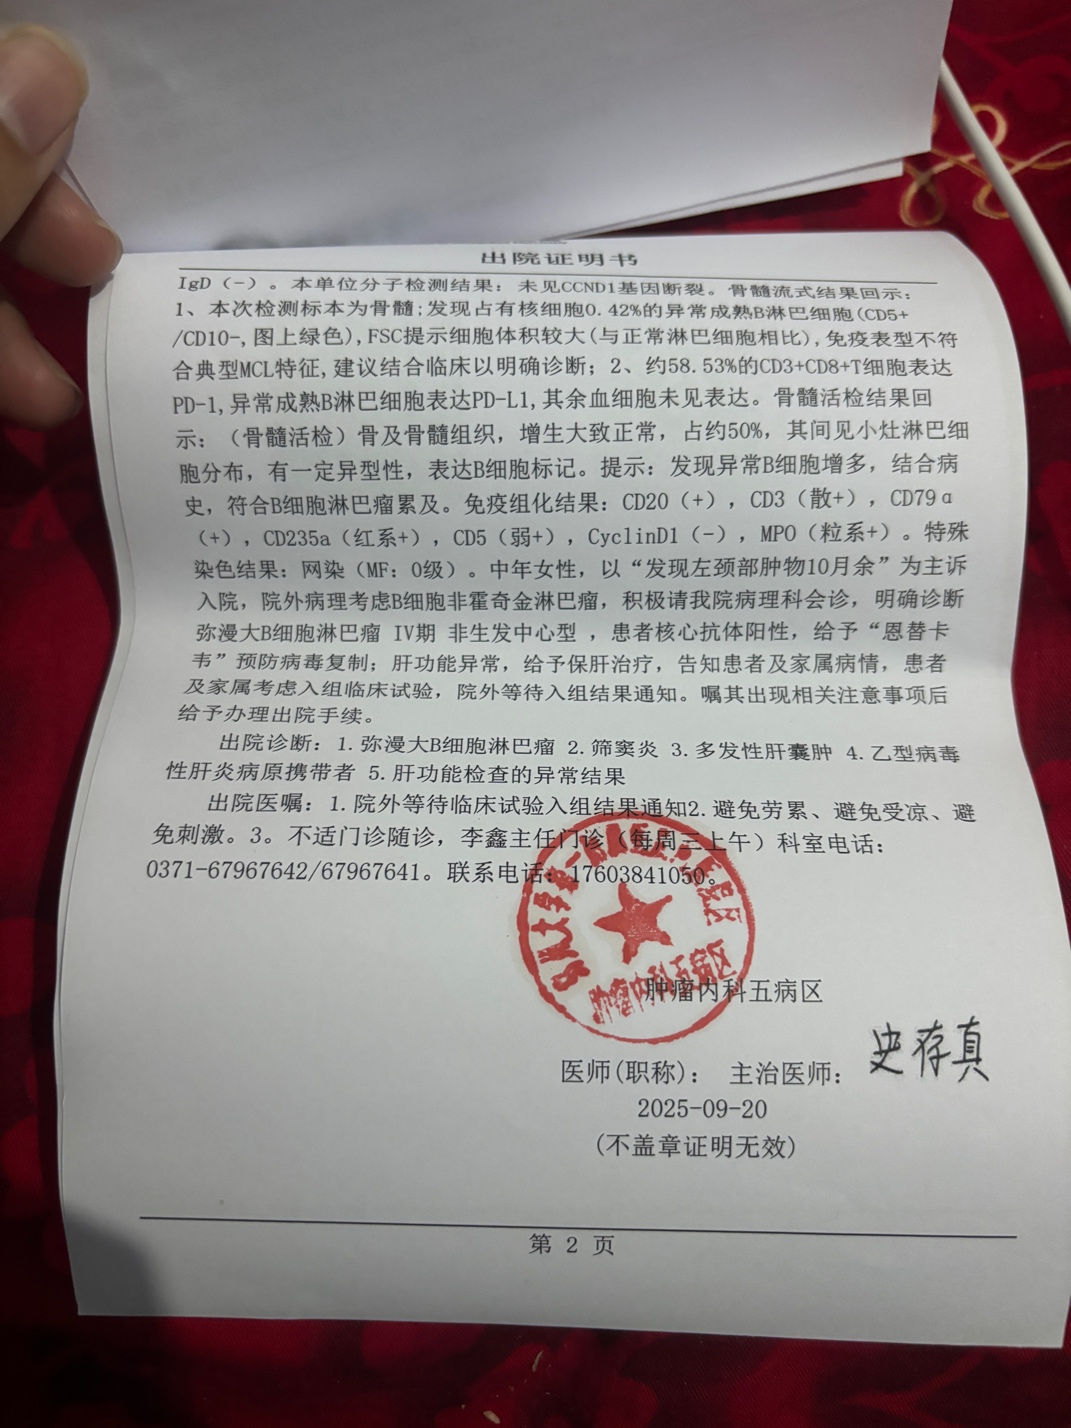 出院证明书
IgD（-）。本单位分子检测结果：未见CCND1基因断裂。骨髓流式结果回示：
1、本次检测标本为骨髓;发现占有核细胞0.42%的异常成熟B淋巴细胞(CD5+
/CD10-,图上绿色),FSC提示细胞体积较大(与正常淋巴细胞相比),免疫表型不符
合典型MCL特征,建议结合临床以明确诊断；2、约58.53%的CD3+CD8+T细胞表达
PD-1,异常成熟B淋巴细胞表达PD-L1,其余血细胞未见表达。骨髓活检结果回
示：（骨髓活检）骨及骨髓组织，增生大致正常，占约50%，其间见小灶淋巴细
胞分布，有一定异型性，表达B细胞标记。提示：发现异常B细胞增多，结合病
史，符合B细胞淋巴瘤累及。免疫组化结果：CD20（+），CD3（散+），CD79α
（+），CD235a（红系+），CD5（弱+），CyclinD1（-），MPO（粒系+）。特殊
染色结果：网染（MF：0级）。中年女性，以“发现左颈部肿物10月余”为主诉
入院，院外病理考虑B细胞非霍奇金淋巴瘤，积极请我院病理科会诊，明确诊断
弥漫大B细胞淋巴瘤 IV期 非生发中心型 ，患者核心抗体阳性，给予“恩替卡
韦”预防病毒复制；肝功能异常，给予保肝治疗，告知患者及家属病情，患者
及家属考虑入组临床试验，院外等待入组结果通知。嘱其出现相关注意事项后
给予办理出院手续。
出院诊断：1.弥漫大B细胞淋巴瘤 2.筛窦炎 3.多发性肝囊肿 4.乙型病毒
性肝炎病原携带者 5.肝功能检查的异常结果
出院医嘱：1.院外等待临床试验入组结果通知2.避免劳累、避免受凉、避
免刺激。3。不适门诊随诊，李鑫主任门诊（每周三上午）科室电话：
0371-67967642/67967641。联系电话：17603841050。
肿瘤内科五病区
肿瘤内科五病区
医师(职称)： 主治医师： 史存真
2025-09-20
(不盖章证明无效)
第 2 页